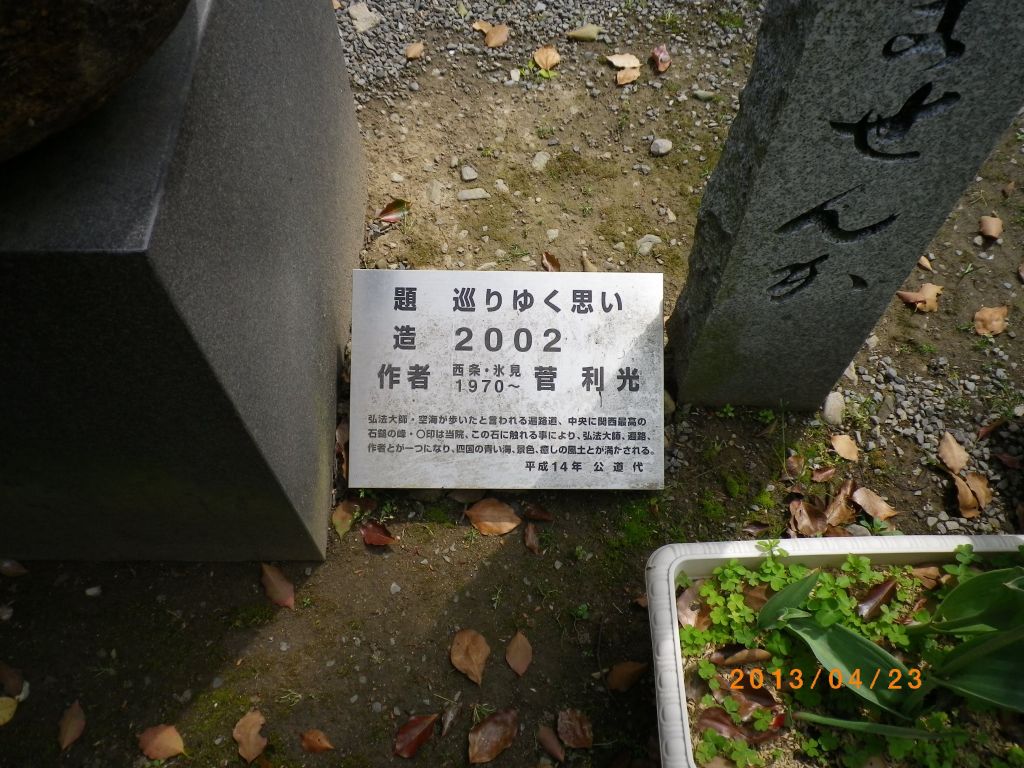 題 巡りゆく思い
造 2002
作者 西条・氷見 1970~ 菅 利光
弘法大師・空海が歩いたと言われる遍路道、中央に関西最高の
石鎚の峰・〇印は当院、この石に触れる事により、弘法大師、遍路、
作者とが一つになり、四国の青い海、景色、癒しの風土とが満たされる。
平成14年 公道代
ませんか
2013/04/23